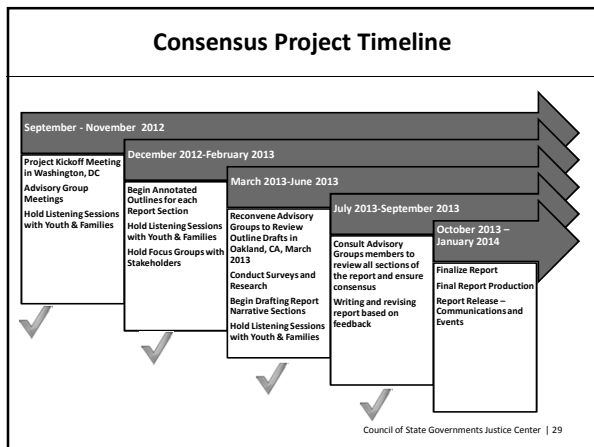 Consensus Project Timeline
September - November 2012
Project Kickoff Meeting
in Washington, DC
Advisory Group
Meetings
Hold Listening Sessions
with Youth & Families
December 2012-February 2013
Begin Annotated
Outlines for each
Report Section
Hold Listening Sessions
with Youth & Families
Hold Focus Groups with
Stakeholders
March 2013-June 2013
Reconvene Advisory
Groups to Review
Outline Drafts in
Oakland, CA, March
2013
Conduct Surveys and
Research
Begin Drafting Report
Narrative Sections
Hold Listening Sessions
with Youth & Families
July 2013-September 2013
Consult Advisory
Groups members to
review all sections of
the report and ensure
consensus
Writing and revising
report based on
feedback
October 2013 –
January 2014
Finalize Report
Final Report Production
Report Release –
Communications and
Events
Council of State Governments Justice Center | 29